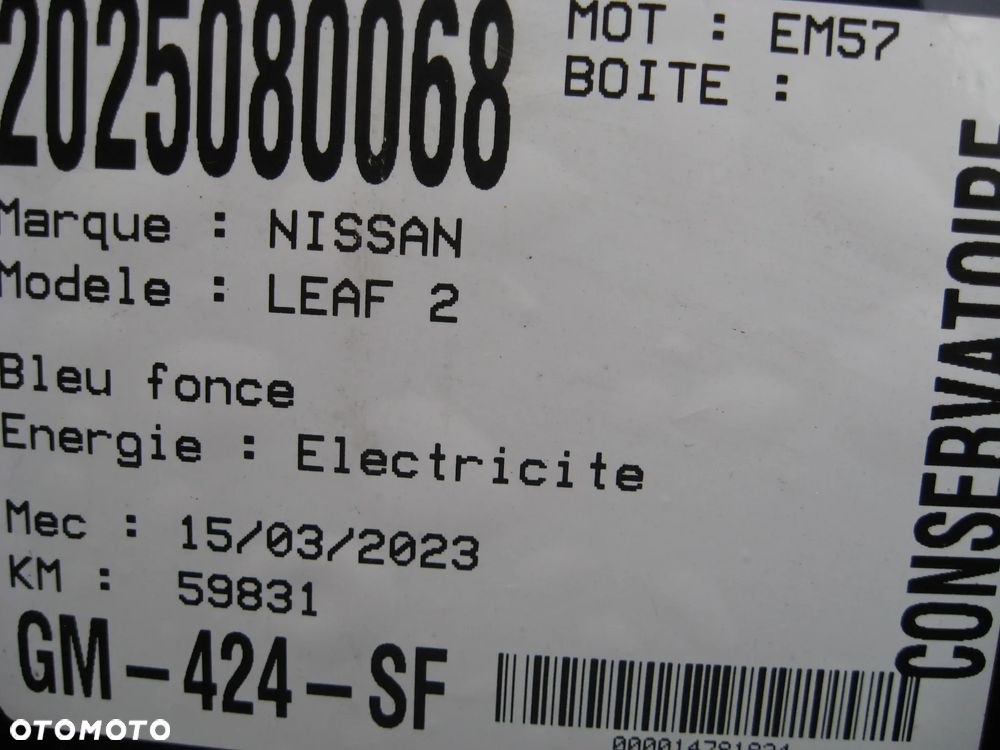 2025080068
MOT : EM57
BOITE :
Marque : NISSAN
Modele : LEAF 2
Bleu fonce
Energie : Electricite
Mec : 15/03/2023
KM : 59831
GM-424-SF
CONSERVATOIRE
OTOMOTO